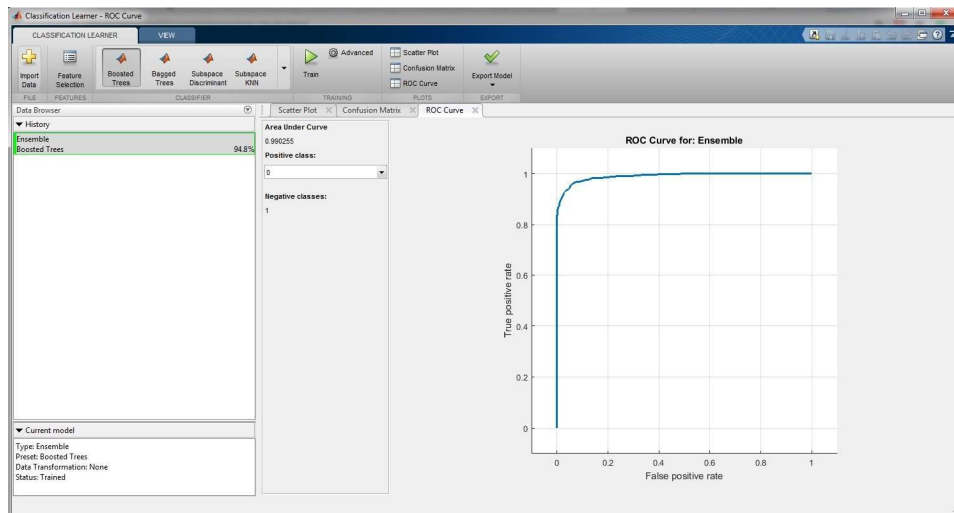 Classification Learner - ROC Curve
CLASSIFICATION LEARNER
VIEW
Import Data
Feature Selection
Boosted Trees
Bagged Trees
Subspace Discriminant
Subspace KNN
Train
Advanced
Scatter Plot
Confusion Matrix
ROC Curve
Export Model
FILE
FEATURES
CLASSIFIER
TRAINING
PLOTS
EXPORT
Data Browser
History
Ensemble
Boosted Trees 94.8%
Current model
Type: Ensemble
Preset: Boosted Trees
Data Transformation: None
Status: Trained
Scatter Plot
Confusion Matrix
ROC Curve
Area Under Curve
0.990255
Positive class:
0
Negative classes:
1
ROC Curve for: Ensemble
True positive rate
1
0.8
0.6
0.4
0.2
0
0 0.2 0.4 0.6 0.8 1
False positive rate